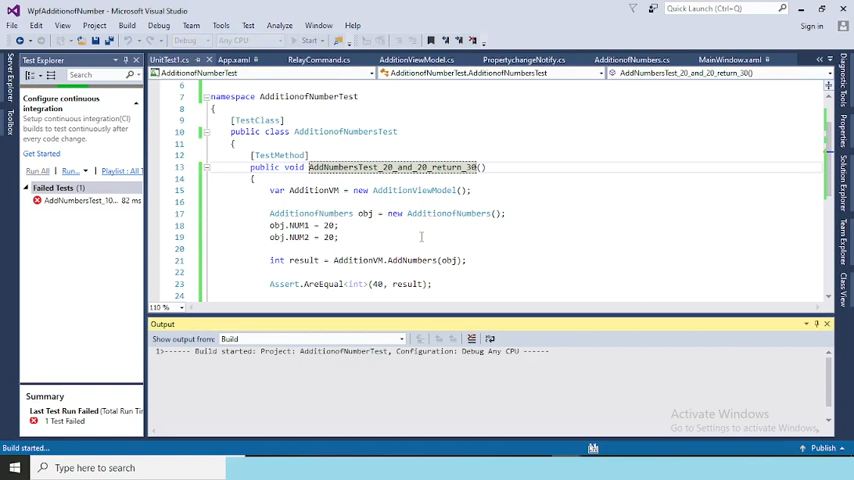 WpfAdditionofNumber - Microsoft Visual Studio
Quick Launch (Ctrl+Q)
File Edit View Project Build Debug Team Tools Test Analyze Window Help
Sign in
Debug Any CPU Start
Server Explorer
Toolbox
Test Explorer
Search
Configure continuous
integration
Setup continuous integration(CI)
builds to test continuously
after every code change.
Get Started
Run All Run... Playlist: All T
Failed Tests
AddNumbersTest_10... 82 ms
Summary
Last Test Run Failed (Total Run Tim
1 Test Failed
UnitTest1.cs App.xaml RelayCommand.cs AdditionViewModel.cs PropertychangeNotify.cs AdditionofNumbers.cs MainWindow.xaml
AdditionofNumberTest AdditionofNumberTest.AdditionofNumbersTest AddNumbersTest_20_and_20_return_30()
6
7 namespace AdditionofNumberTest
8 {
9 [TestClass]
10 public class AdditionofNumbersTest
11 {
12 [TestMethod]
13 public void AddNumbersTest_20_and_20_return_30()
14 {
15 var AdditionVM = new AdditionViewModel();
16
17 AdditionofNumbers obj = new AdditionofNumbers();
18 obj.NUM1 = 20;
19 obj.NUM2 = 20;
20
21 int result = AdditionVM.AddNumbers(obj);
22
23 Assert.AreEqual<int>(40, result);
24
110 %
Output
Show output from: Build
1>------ Build started: Project: AdditionofNumberTest, Configuration: Debug Any CPU ------
Activate Windows
Go to Settings to activate Windows.
Diagnostic Tools
Properties
Solution Explorer
Team Explorer
Class View
Build started...
Publish
Type here to search